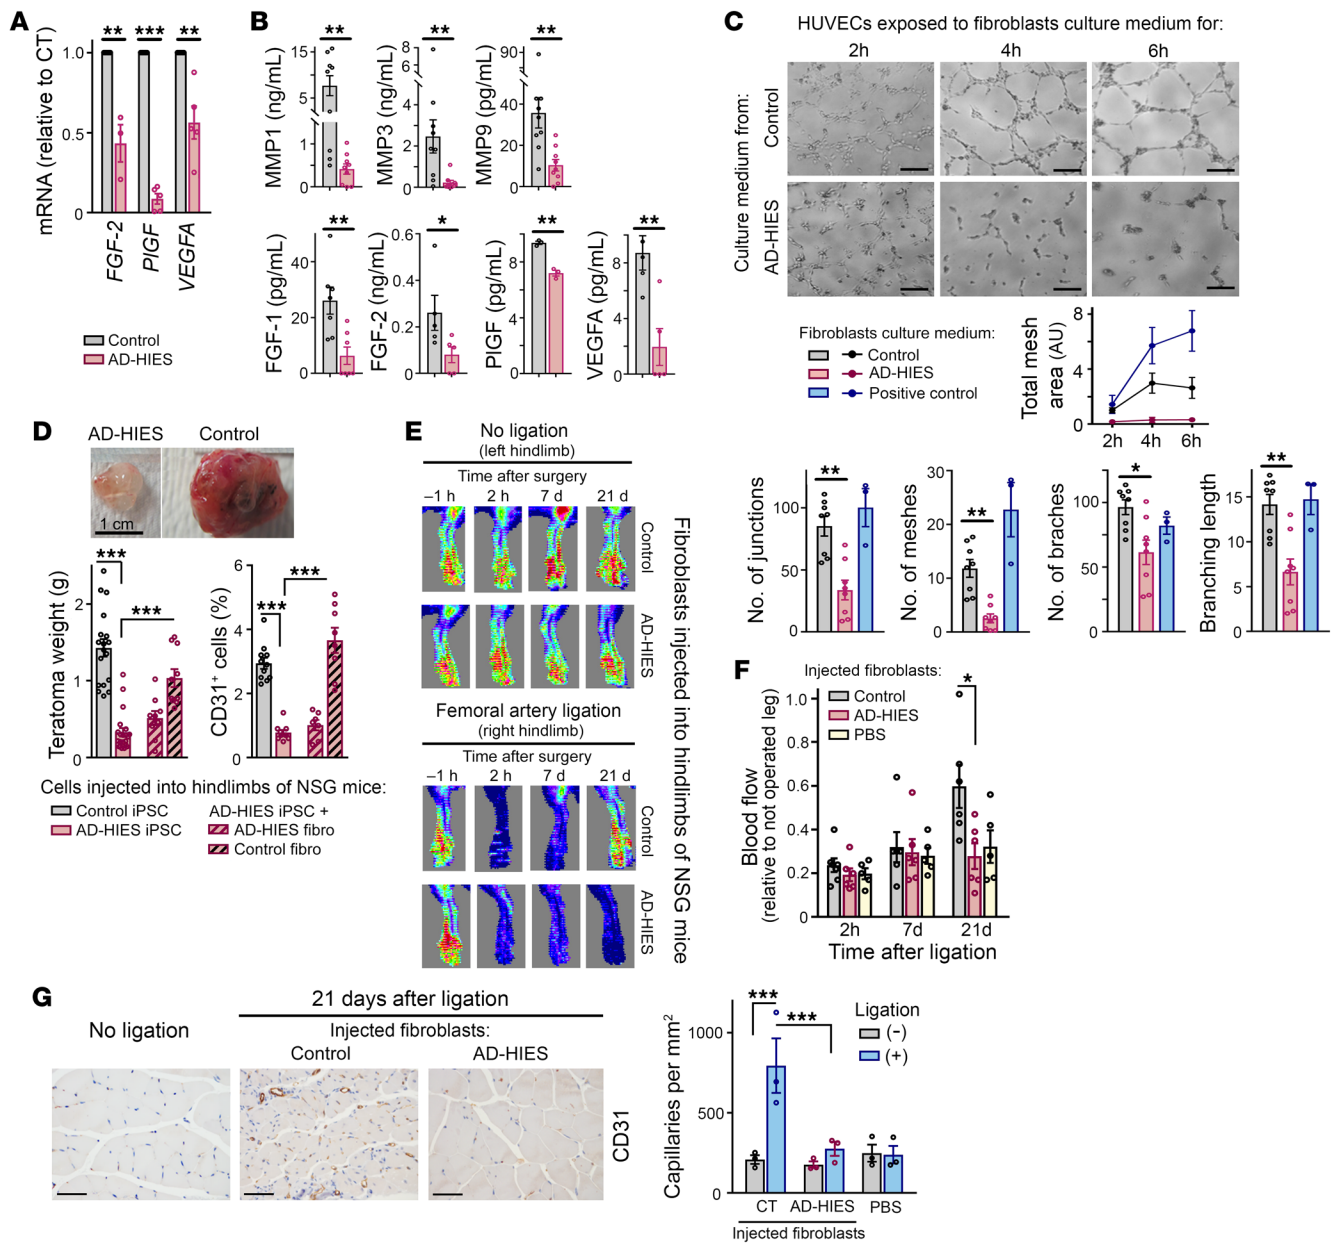 A
mRNA (relative to CT)
1.0
0.5
0
** *** **
FGF-2
PlGF
VEGFA
Control
AD-HIES
B
MMP1 (ng/mL)
15
10
5
1
0
**
MMP3 (ng/mL)
8
6
4
2
0
**
MMP9 (pg/mL)
90
40
20
0
**
FGF-1 (pg/mL)
40
20
0
**
FGF-2 (ng/mL)
0.6
0.4
0.2
0
*
PlGF (pg/mL)
8
4
0
**
VEGFA (pg/mL)
8
4
0
**
C
HUVECs exposed to fibroblasts culture medium for:
2h 4h 6h
Culture medium from:
Control
AD-HIES
Fibroblasts culture medium:
Control
AD-HIES
Positive control
Total mesh
area (AU)
8
4
0
2h 4h 6h
No. of junctions
100
50
0
**
No. of meshes
30
20
10
0
**
No. of braches
100
75
50
25
0
*
Branching length
15
10
5
0
**
D
AD-HIES Control
1 cm
Teratoma weight (g)
2
1
0
***
***
CD31+ cells (%)
6
4
2
0
***
***
Cells injected into hindlimbs of NSG mice:
Control iPSC
AD-HIES iPSC
AD-HIES iPSC +
AD-HIES fibro
Control fibro
E
No ligation
(left hindlimb)
Time after surgery
–1 h 2 h 7 d 21 d
Control
AD-HIES
Femoral artery ligation
(right hindlimb)
Time after surgery
–1 h 2 h 7 d 21 d
Control
AD-HIES
Fibroblasts injected into hindlimbs of NSG mice
F
Injected fibroblasts:
Control
AD-HIES
PBS
*
Blood flow
(relative to not operated leg)
1.0
0.8
0.6
0.4
0.2
0
2h 7d 21d
Time after ligation
G
No ligation
21 days after ligation
Injected fibroblasts:
Control AD-HIES
CD31
Capillaries per mm2
1000
500
0
***
***
Ligation
(-)
(+)
CT AD-HIES PBS
Injected fibroblasts